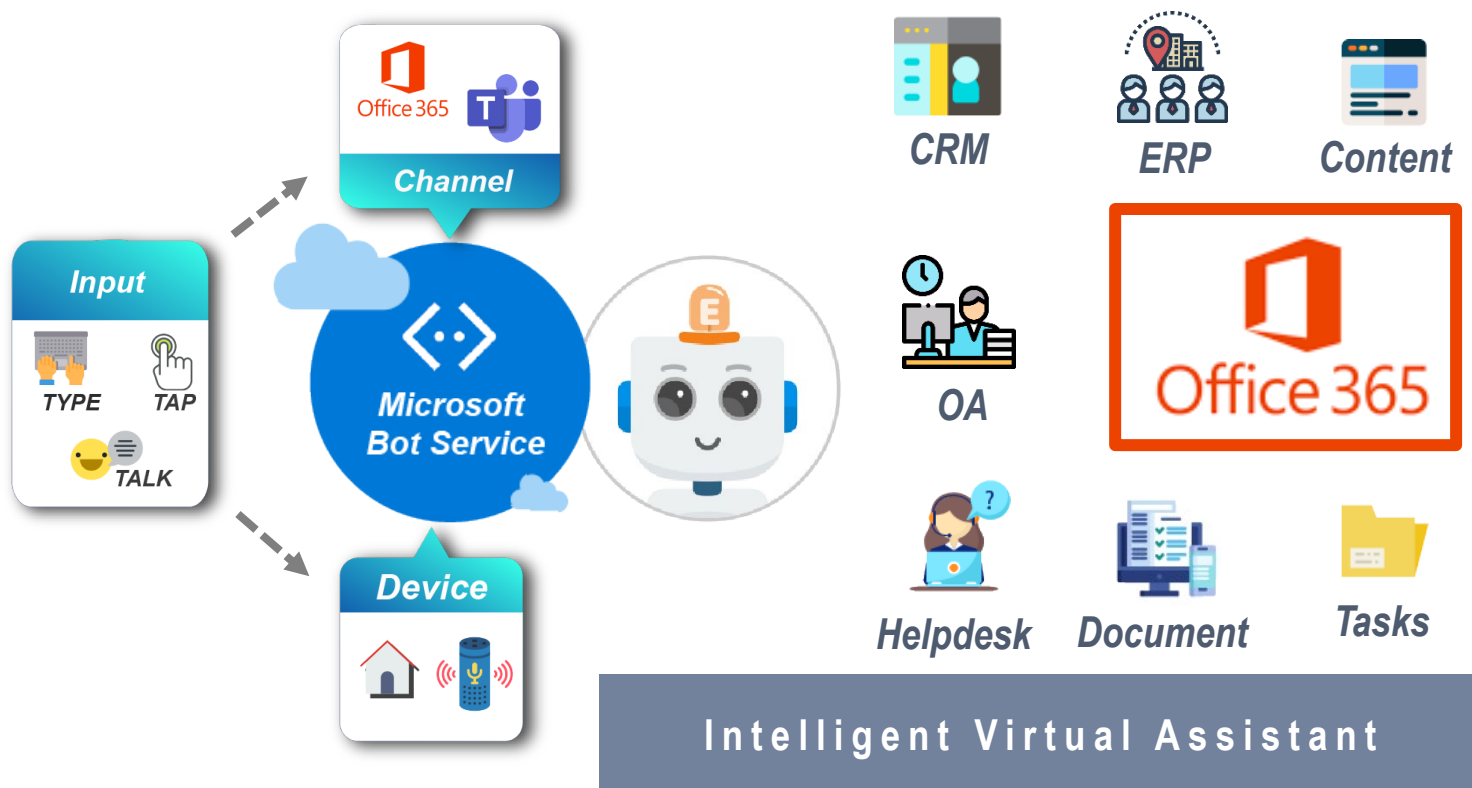 Office 365
T
Channel
Input
TYPE
TAP
TALK
Microsoft
Bot Service
E
Device
CRM
ERP
Content
OA
Office 365
?
Helpdesk
Document
Tasks
Intelligent Virtual Assistant